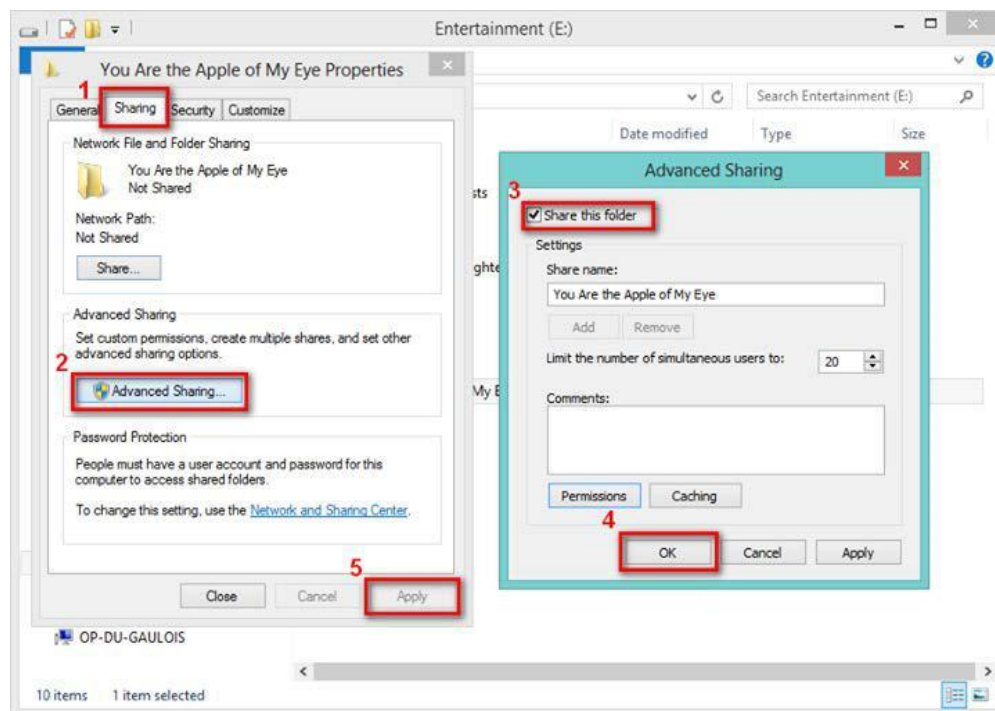 Entertainment (E:)
You Are the Apple of My Eye Properties
1
General Sharing Security Customize
Network File and Folder Sharing
You Are the Apple of My Eye
Not Shared
Network Path:
Not Shared
Share...
Advanced Sharing
Set custom permissions, create multiple shares, and set other
advanced sharing options.
2
Advanced Sharing...
Password Protection
People must have a user account and password for this
computer to access shared folders.
To change this setting, use the Network and Sharing Center.
5
Close Cancel Apply
Search Entertainment (E:)
Date modified Type Size
sts
ghte
My E
Advanced Sharing
3
Share this folder
Settings
Share name:
You Are the Apple of My Eye
Add Remove
Limit the number of simultaneous users to: 20
Comments:
Permissions Caching
4
OK Cancel Apply
OP-DU-GAULOIS
10 items 1 item selected